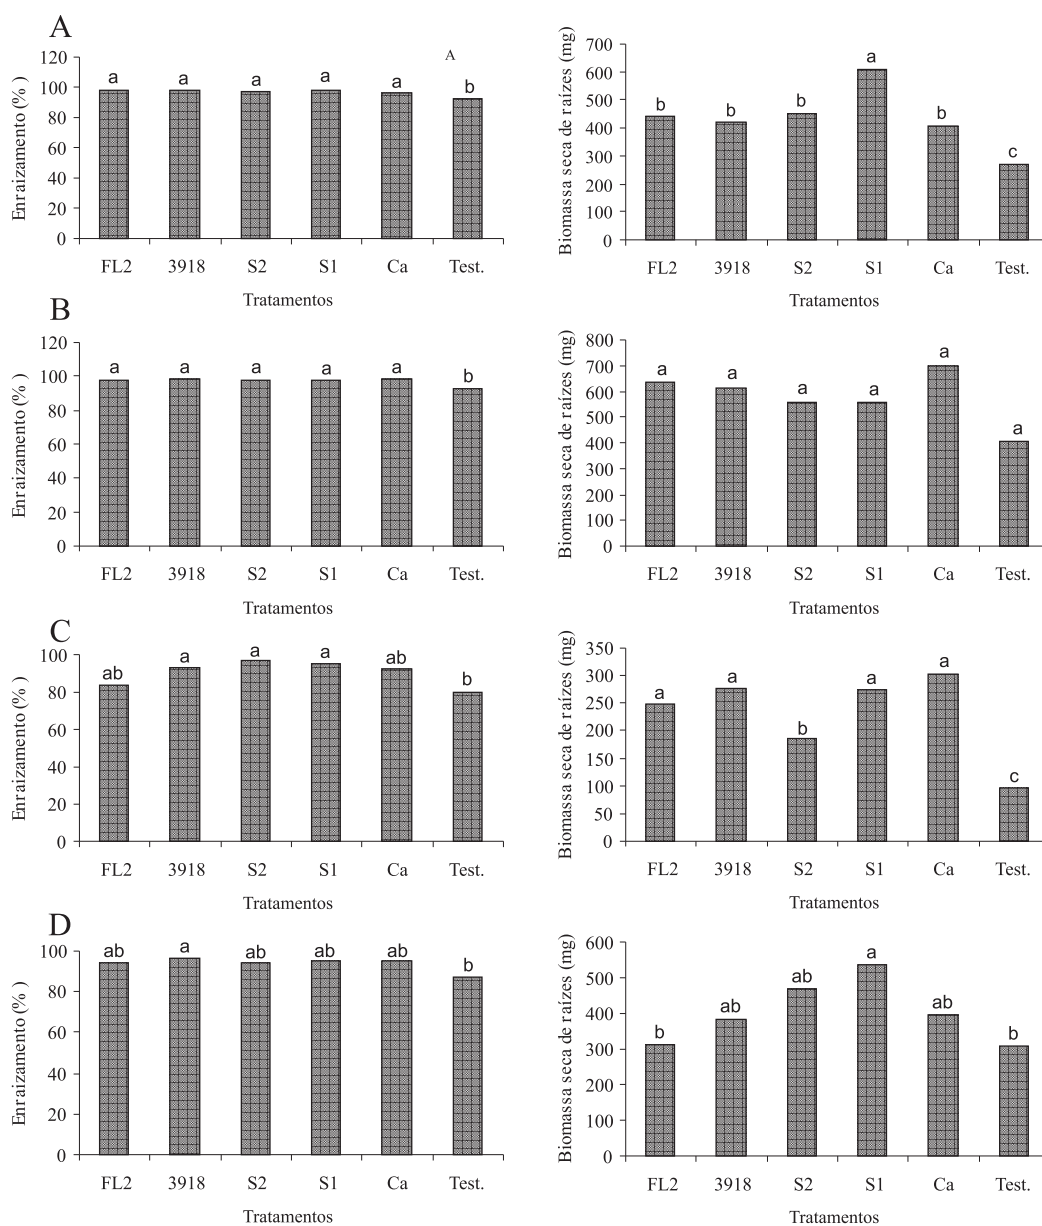 A
Enraizamento (% )
120
100
80
60
40
20
0
a a a a a b
A
FL2 3918 S2 S1 Ca Test.
Tratamentos
Biomassa seca de raízes (mg)
700
600
500
400
300
200
100
0
b b b a b c
FL2 3918 S2 S1 Ca Test.
Tratamentos
B
Enraizamento (% )
120
100
80
60
40
20
0
a a a a a b
FL2 3918 S2 S1 Ca Test.
Tratamentos
Biomassa seca de raízes (mg)
800
700
600
500
400
300
200
100
0
a a a a a a
FL2 3918 S2 S1 Ca Test.
Tratamentos
C
Enraizamento (% )
100
80
60
40
20
0
ab a a a ab b
FL2 3918 S2 S1 Ca Test.
Tratamentos
Biomassa seca de raízes (mg)
350
300
250
200
150
100
50
0
a a b a a c
FL2 3918 S2 S1 Ca Test.
Tratamentos
D
Enraizamento (% )
100
80
60
40
20
0
ab a ab ab ab b
FL2 3918 S2 S1 Ca Test.
Tratamentos
Biomassa seca de raízes (mg)
600
500
400
300
200
100
0
b ab ab a ab b
FL2 3918 S2 S1 Ca Test.
Tratamentos